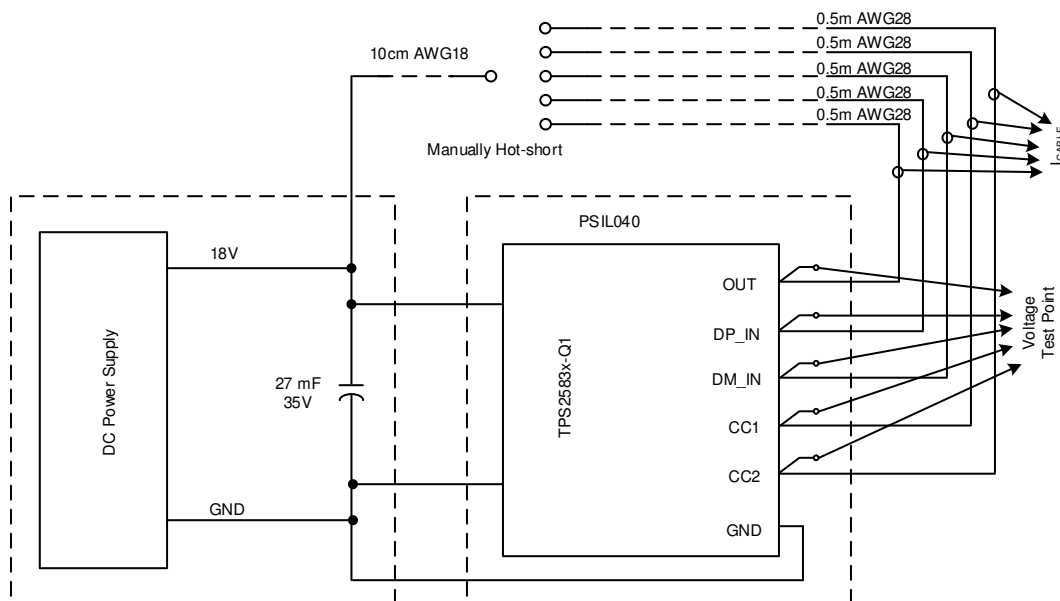 0.5m AWG28
0.5m AWG28
10cm AWG18
0.5m AWG28
0.5m AWG28
0.5m AWG28
Manually Hot-short
ICABLE
PSIL040
18V
OUT
DP_IN
Voltage
Test Point
DM_IN
27 mF
35V
DC Power Supply
TPS2583x-Q1
CC1
CC2
GND
GND